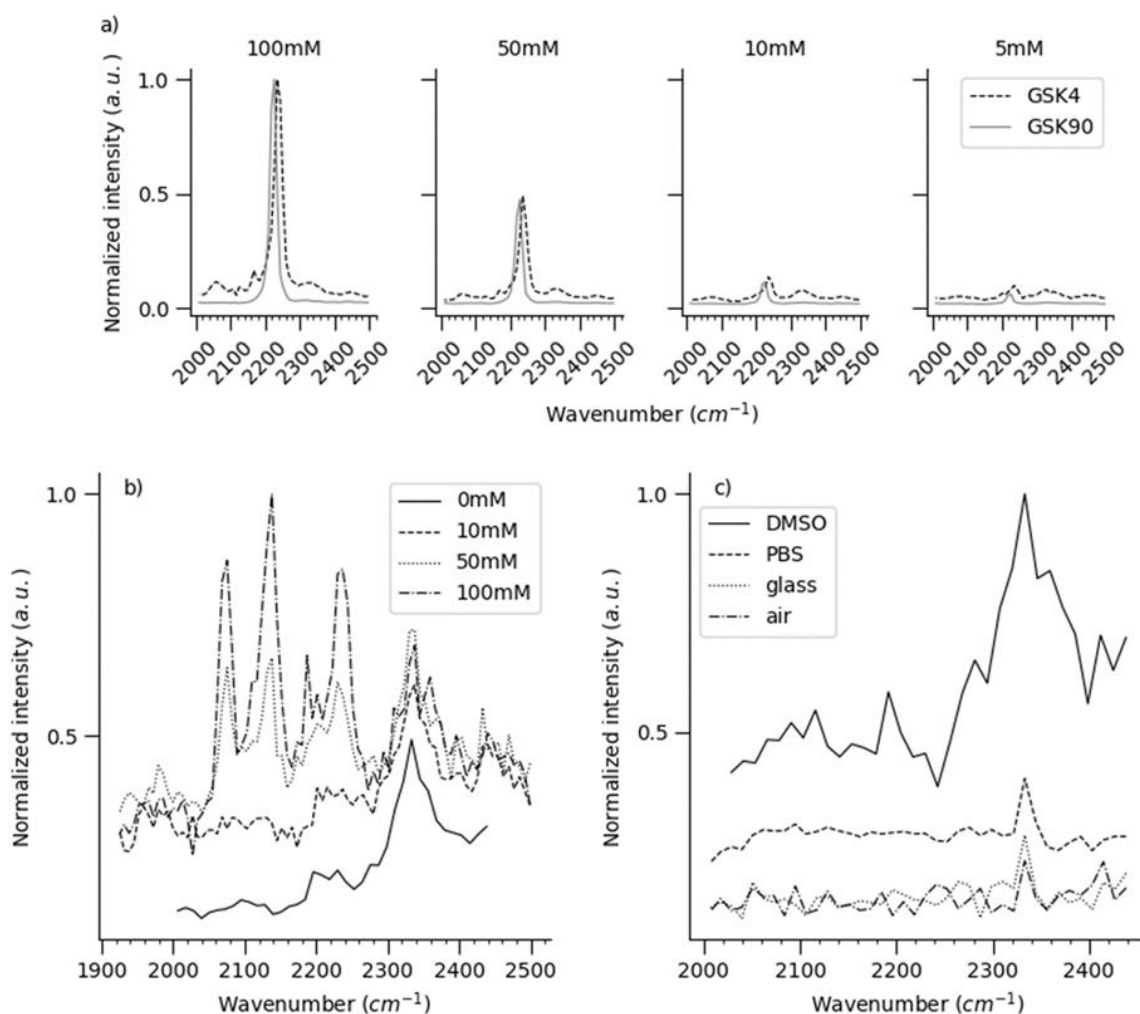 a)
100mM 50mM 10mM 5mM
Normalized intensity (a. u.)
1.0
0.5
0.0
GSK4
GSK90
2000 2100 2200 2300 2400 2500 2000 2100 2200 2300 2400 2500 2000 2100 2200 2300 2400 2500 2000 2100 2200 2300 2400 2500
Wavenumber (cm⁻¹)
b)
Normalized intensity (a. u.)
1.0
0.5
0mM
10mM
50mM
100mM
1900 2000 2100 2200 2300 2400 2500
Wavenumber (cm⁻¹)
c)
Normalized intensity (a. u.)
1.0
0.5
DMSO
PBS
glass
air
2000 2100 2200 2300 2400
Wavenumber (cm⁻¹)